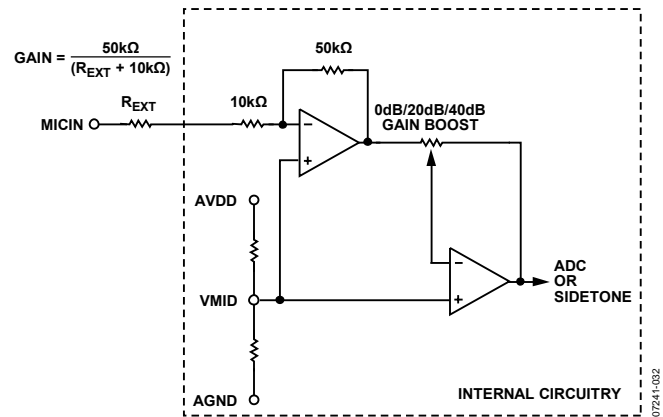 GAIN = 50kΩ
(REXT + 10kΩ)
50kΩ
REXT
10kΩ
0dB/20dB/40dB
GAIN BOOST
MICIN
–
+
AVDD
–
+
ADC
OR
SIDETONE
VMID
AGND
INTERNAL CIRCUITRY
07241-032